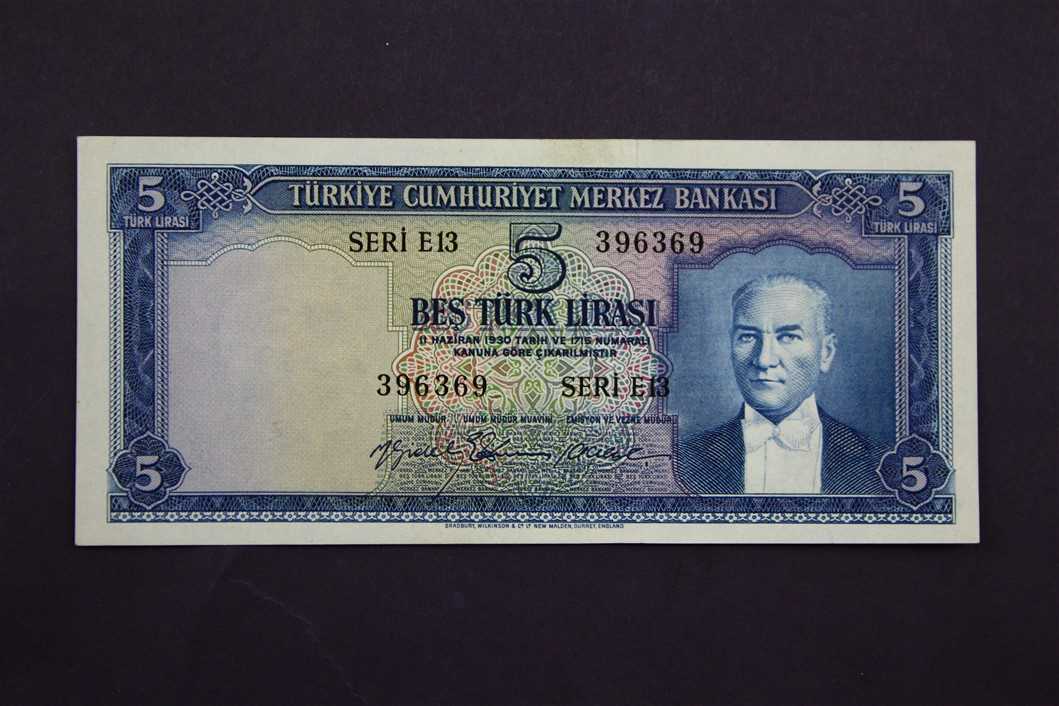 5 TÜRKİYE CUMHURİYET MERKEZ BANKASI 5
TÜRK LİRASI TÜRK LİRASI
SERİ E13 5 396369
BEŞ TÜRK LİRASI
11 HAZİRAN 1930 TARİH VE 1715 NUMARALI
KANUNA GÖRE ÇIKARILMIŞTIR
396369 SERİ E13
UMUM MÜDÜR UMUM MÜDÜR MUAVİNİ EMİSYON VE VEZNE MÜDÜRÜ
5 5
BRADBURY, WILKINSON & Cº Lᵈ NEW MALDEN, SURREY, ENGLAND